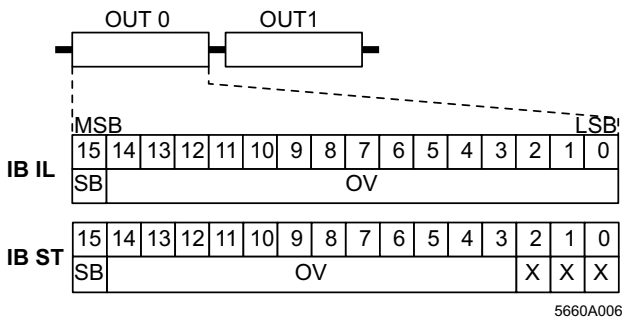 OUT 0 OUT1
MSB LSB
15 14 13 12 11 10 9 8 7 6 5 4 3 2 1 0
IB IL
SB OV
15 14 13 12 11 10 9 8 7 6 5 4 3 2 1 0
IB ST
SB OV X X X
5660A006